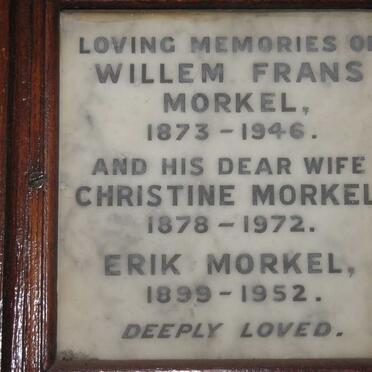 LOVING MEMORIES OF
WILLEM FRANS
MORKEL,
1873 – 1946.
AND HIS DEAR WIFE
CHRISTINE MORKEL
1878 – 1972.
ERIK MORKEL,
1899 – 1952.
DEEPLY LOVED.